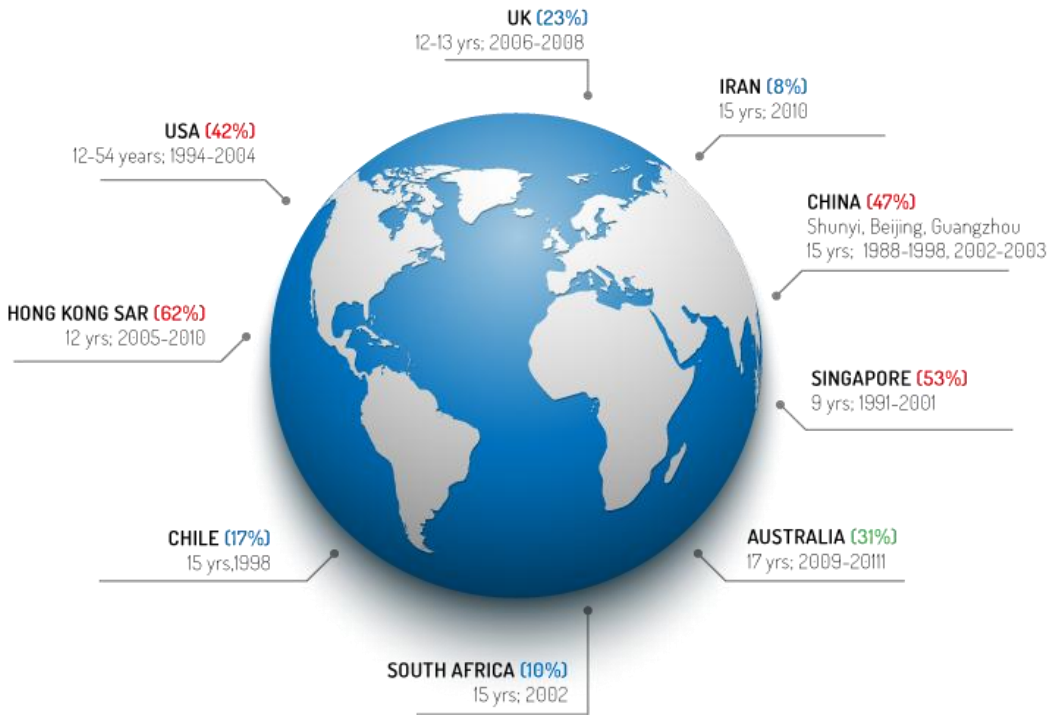 UK (23%)
12-13 yrs; 2006-2008
IRAN (8%)
15 yrs; 2010
USA (42%)
12-54 years; 1994-2004
CHINA (47%)
Shunyi, Beijing, Guangzhou
15 yrs; 1988-1998, 2002-2003
HONG KONG SAR (62%)
12 yrs; 2005-2010
SINGAPORE (53%)
9 yrs; 1991-2001
CHILE (17%)
15 yrs,1998
AUSTRALIA (31%)
17 yrs; 2009-20111
SOUTH AFRICA (10%)
15 yrs; 2002